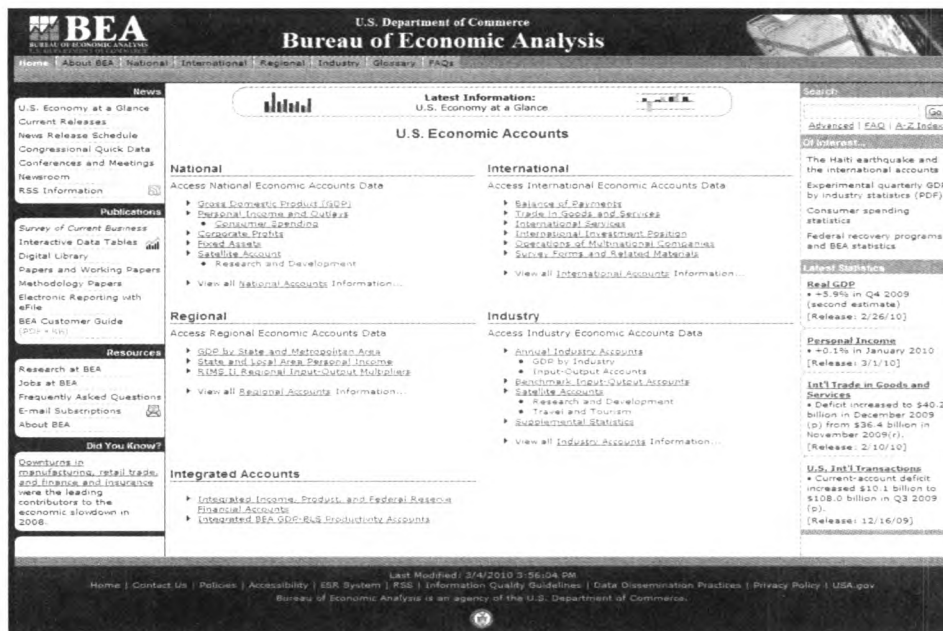 BEA
BUREAU OF ECONOMIC ANALYSIS
U.S. DEPARTMENT OF COMMERCE
U.S. Department of Commerce
Bureau of Economic Analysis
Home About BEA National International Regional Industry Glossary FAQs
News
U.S. Economy at a Glance
Current Releases
News Release Schedule
Congressional Quick Data
Conferences and Meetings
Newsroom
RSS Information
Publications
Survey of Current Business
Interactive Data Tables
Digital Library
Papers and Working Papers
Methodology Papers
Electronic Reporting with
eFile
BEA Customer Guide
Resources
Research at BEA
Jobs at BEA
Frequently Asked Questions
E-mail Subscriptions
About BEA
Did You Know?
Downturns in
manufacturing, retail trade,
and finance and insurance
were the leading
contributors to the
economic slowdown in
2008.
Latest Information:
U.S. Economy at a Glance
U.S. Economic Accounts
National
Access National Economic Accounts Data
Gross Domestic Product (GDP)
Personal Income and Outlays
Consumer Spending
Corporate Profits
Fixed Assets
Satellite Account
Research and Development
View all National Accounts Information...
International
Access International Economic Accounts Data
Balance of Payments
Trade in Goods and Services
International Services
International Investment Position
Operations of Multinational Companies
Survey Forms and Related Materials
View all International Accounts Information...
Regional
Access Regional Economic Accounts Data
GDP by State and Metropolitan Area
State and Local Area Personal Income
RIMS II Regional Input-Output Multipliers
View all Regional Accounts Information...
Industry
Access Industry Economic Accounts Data
Annual Industry Accounts
GDP by Industry
Input-Output Accounts
Benchmark Input-Output Accounts
Satellite Accounts
Research and Development
Travel and Tourism
Supplemental Statistics
View all Industry Accounts Information...
Integrated Accounts
Integrated Income, Product, and Federal Reserve
Financial Accounts
Integrated BEA GDP-BLS Productivity Accounts
Search
Go
Advanced | FAQ | A-Z Index
Of Interest...
The Haiti earthquake and
the international accounts
Experimental quarterly GDP
by industry statistics (PDF)
Consumer spending
statistics
Federal recovery programs
and BEA statistics
Latest Statistics
Real GDP
• +5.9% in Q4 2009
(second estimate)
[Release: 2/26/10]
Personal Income
• +0.1% in January 2010
[Release: 3/1/10]
Int'l Trade in Goods and
Services
• Deficit increased to $40.2
billion in December 2009
(p) from $36.4 billion in
November 2009(r).
[Release: 2/10/10]
U.S. Int'l Transactions
• Current-account deficit
increased $10.1 billion to
$108.0 billion in Q3 2009
(p).
[Release: 12/16/09]
Last Modified: 3/4/2010 3:56:04 PM
Home | Contact Us | Policies | Accessibility | ESR System | RSS | Information Quality Guidelines | Data Dissemination Practices | Privacy Policy | USA.gov
Bureau of Economic Analysis is an agency of the U.S. Department of Commerce.